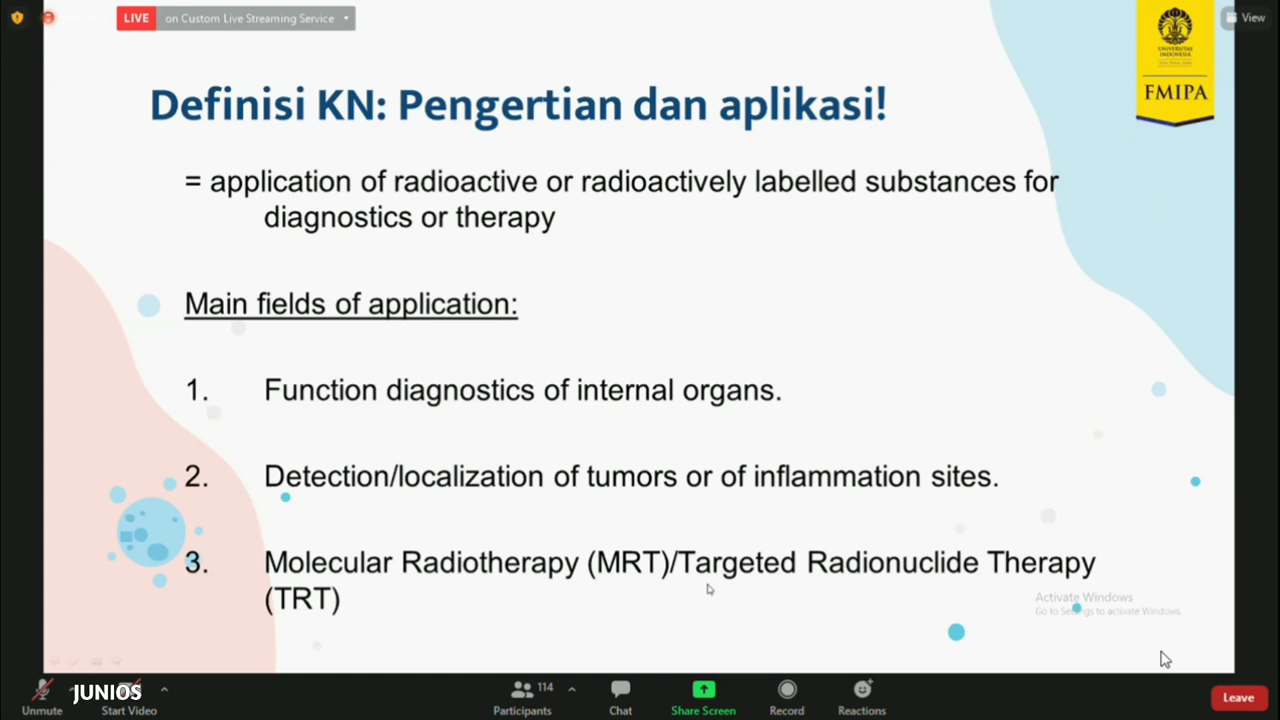 LIVE on Custom Live Streaming Service
View
UNIVERSITAS
INDONESIA
FMIPA
Definisi KN: Pengertian dan aplikasi!
= application of radioactive or radioactively labelled substances for
diagnostics or therapy
Main fields of application:
1. Function diagnostics of internal organs.
2. Detection/localization of tumors or of inflammation sites.
3. Molecular Radiotherapy (MRT)/Targeted Radionuclide Therapy
(TRT)
Activate Windows
Go to Settings to activate Windows.
JUNIOS
114
Unmute Start Video Participants Chat Share Screen Record Reactions Leave